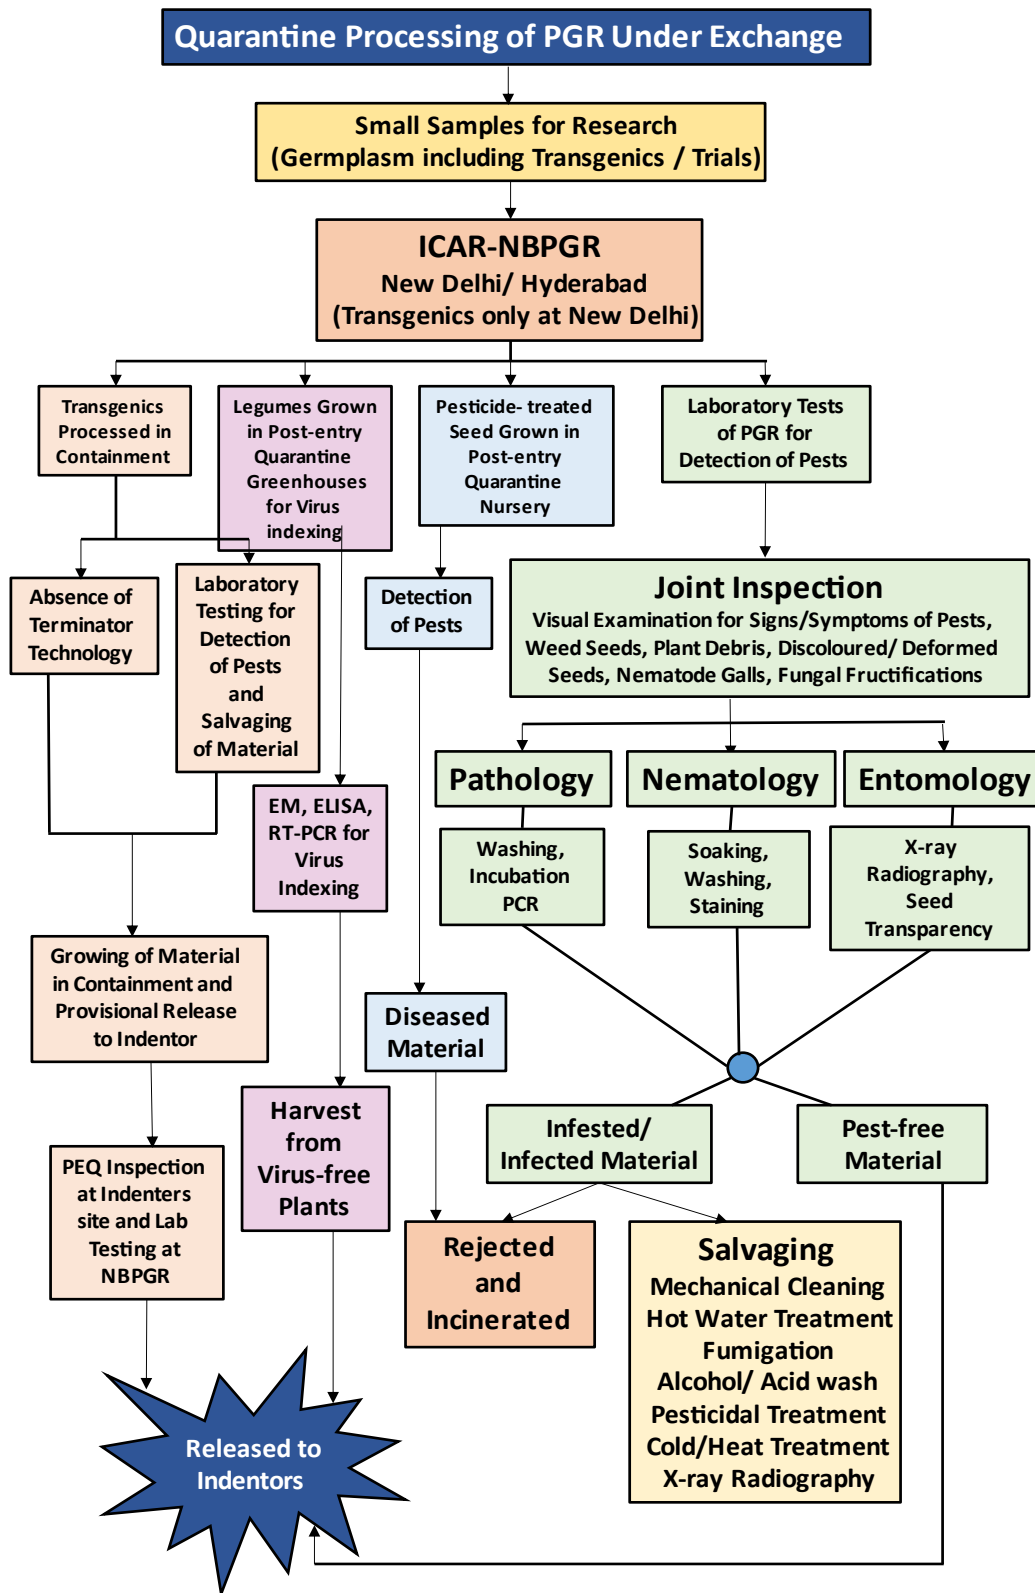 Quarantine Processing of PGR Under Exchange
Small Samples for Research
(Germplasm including Transgenics / Trials)
ICAR-NBPGR
New Delhi/ Hyderabad
(Transgenics only at New Delhi)
Transgenics
Processed in
Containment
Legumes Grown
in Post-entry
Quarantine
Greenhouses
for Virus
indexing
Pesticide- treated
Seed Grown in
Post-entry
Quarantine
Nursery
Laboratory Tests
of PGR for
Detection of Pests
Absence of
Terminator
Technology
Laboratory
Testing for
Detection
of Pests
and
Salvaging
of Material
Detection
of Pests
Joint Inspection
Visual Examination for Signs/Symptoms of Pests,
Weed Seeds, Plant Debris, Discoloured/ Deformed
Seeds, Nematode Galls, Fungal Fructifications
Pathology
Nematology
Entomology
EM, ELISA,
RT-PCR for
Virus
Indexing
Washing,
Incubation
PCR
Soaking,
Washing,
Staining
X-ray
Radiography,
Seed
Transparency
Growing of Material
in Containment and
Provisional Release
to Indentor
Diseased
Material
Harvest
from
Virus-free
Plants
Infested/
Infected Material
Pest-free
Material
PEQ Inspection
at Indenters
site and Lab
Testing at
NBPGR
Rejected
and
Incinerated
Salvaging
Mechanical Cleaning
Hot Water Treatment
Fumigation
Alcohol/ Acid wash
Pesticidal Treatment
Cold/Heat Treatment
X-ray Radiography
Released to
Indentors